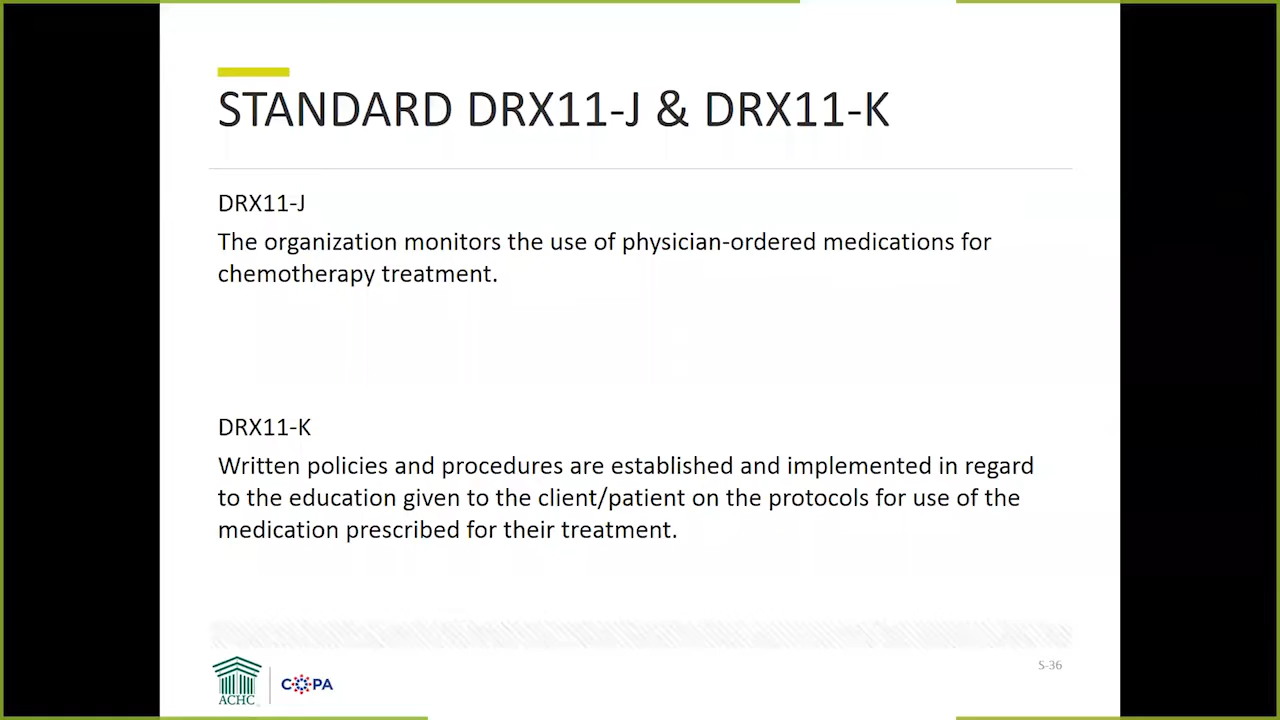 STANDARD DRX11-J & DRX11-K
DRX11-J
The organization monitors the use of physician-ordered medications for
chemotherapy treatment.
DRX11-K
Written policies and procedures are established and implemented in regard
to the education given to the client/patient on the protocols for use of the
medication prescribed for their treatment.
ACHC
COPA
S-36